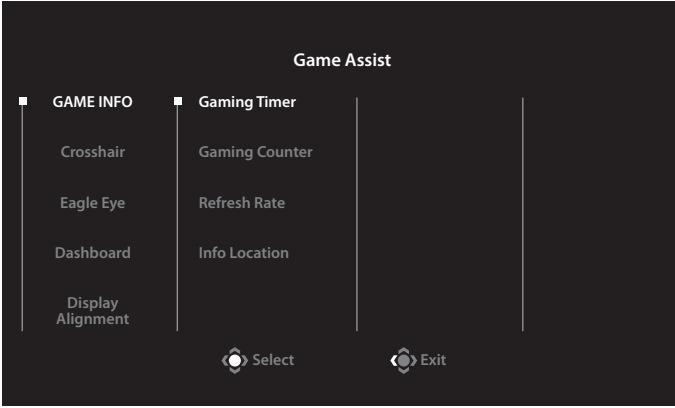 Game Assist
GAME INFO
Gaming Timer
Crosshair
Gaming Counter
Eagle Eye
Refresh Rate
Dashboard
Info Location
Display
Alignment
Select
Exit